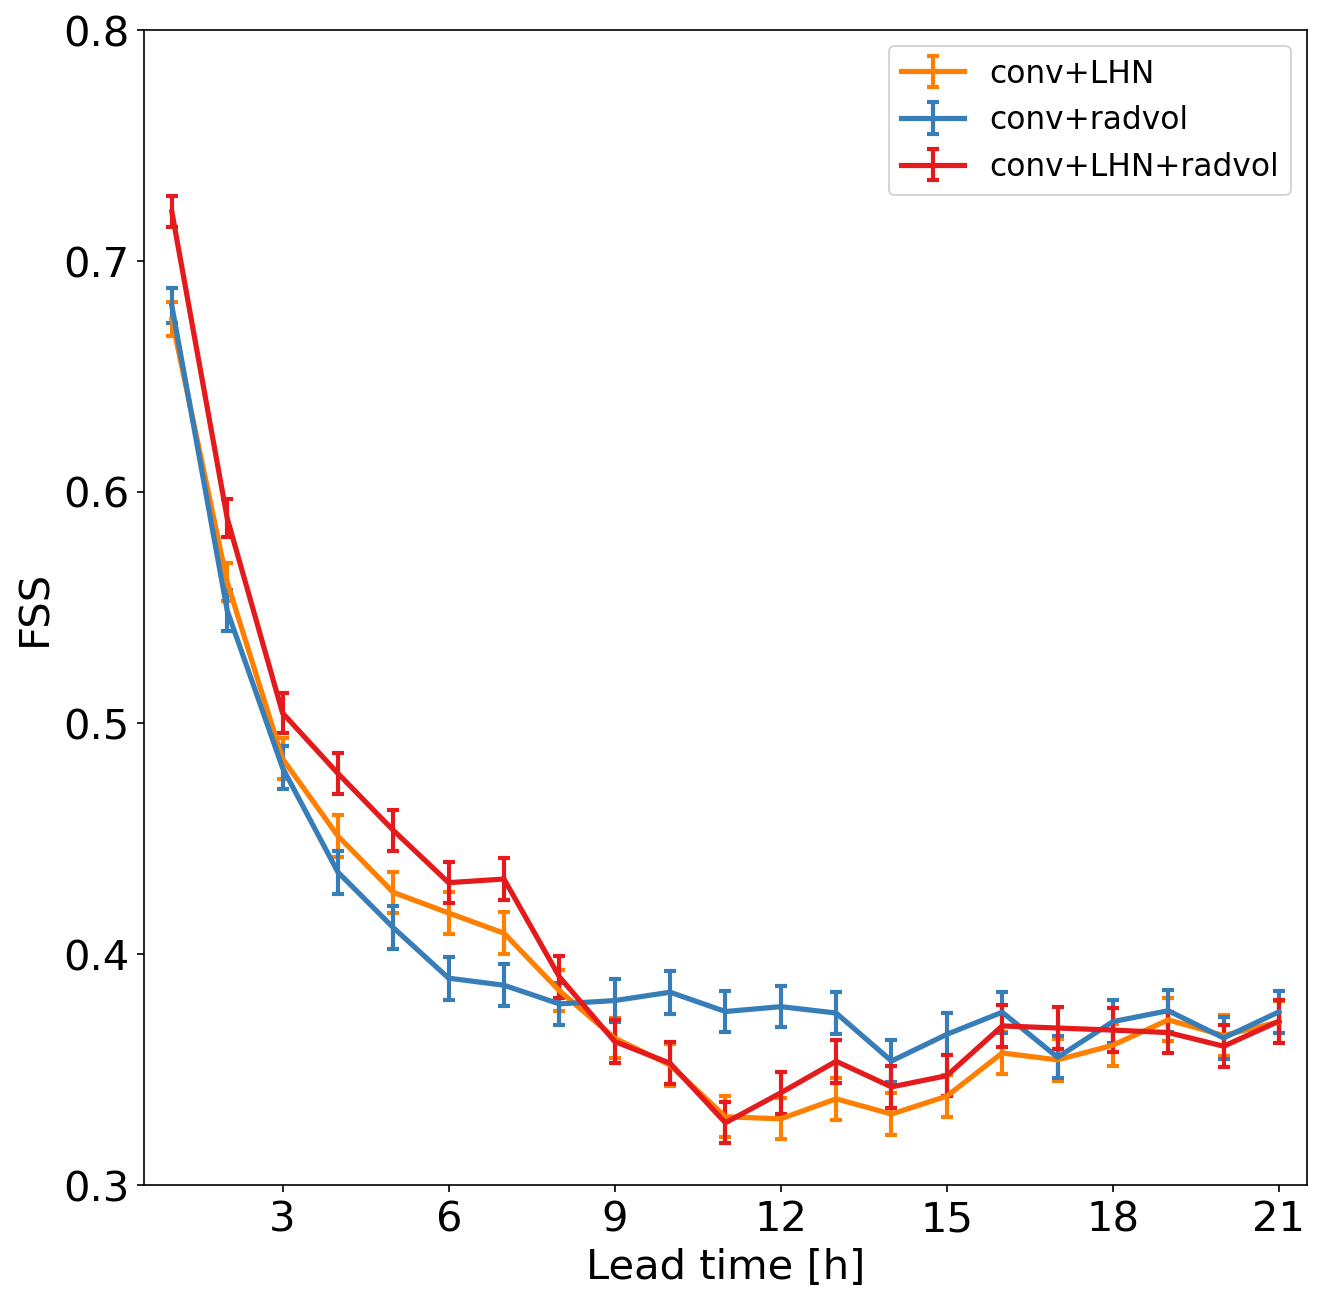 conv+LHN
conv+radvol
conv+LHN+radvol
FSS
0.8
0.7
0.6
0.5
0.4
0.3
3 6 9 12 15 18 21
Lead time [h]